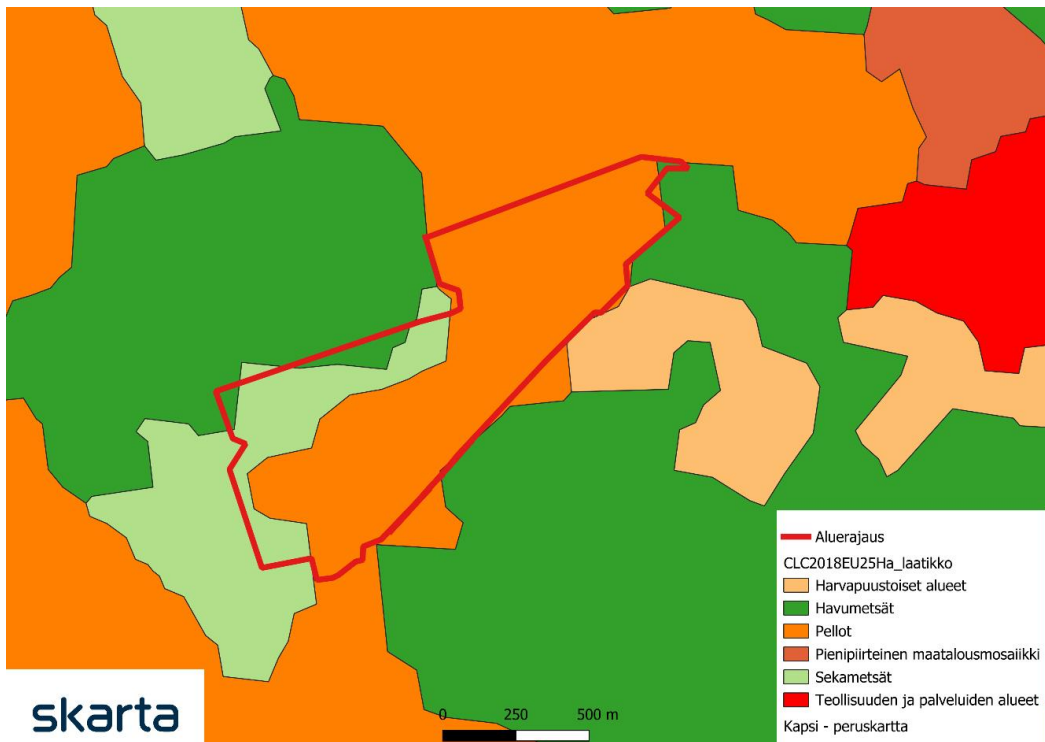 Aluerajaus
CLC2018EU25Ha_laatikko
Harvapuustoiset alueet
Havumetsät
Pellot
Pienipiirteinen maatalousmosaiikki
Sekametsät
Teollisuuden ja palveluiden alueet
Kapsi - peruskartta
skarta
0 250 500 m